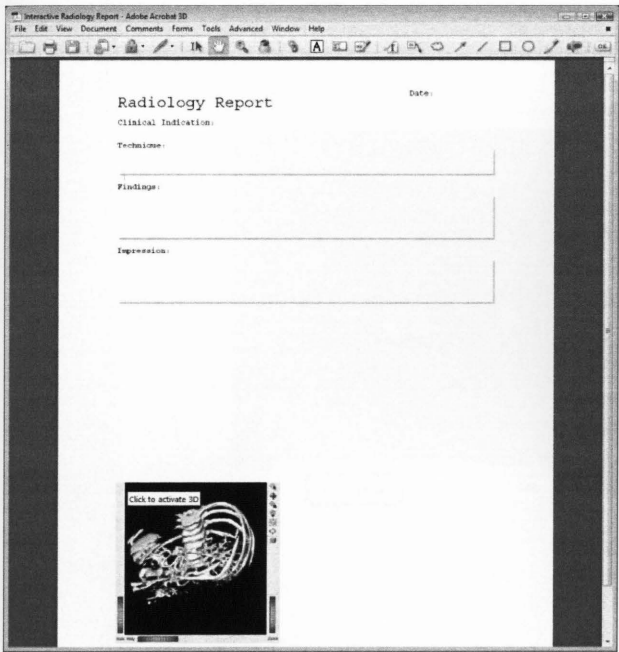 Interactive Radiology Report - Adobe Acrobat 3D
File Edit View Document Comments Forms Tools Advanced Window Help
Date:
Radiology Report
Clinical Indication:
Technique:
Findings:
Impression:
Click to activate 3D